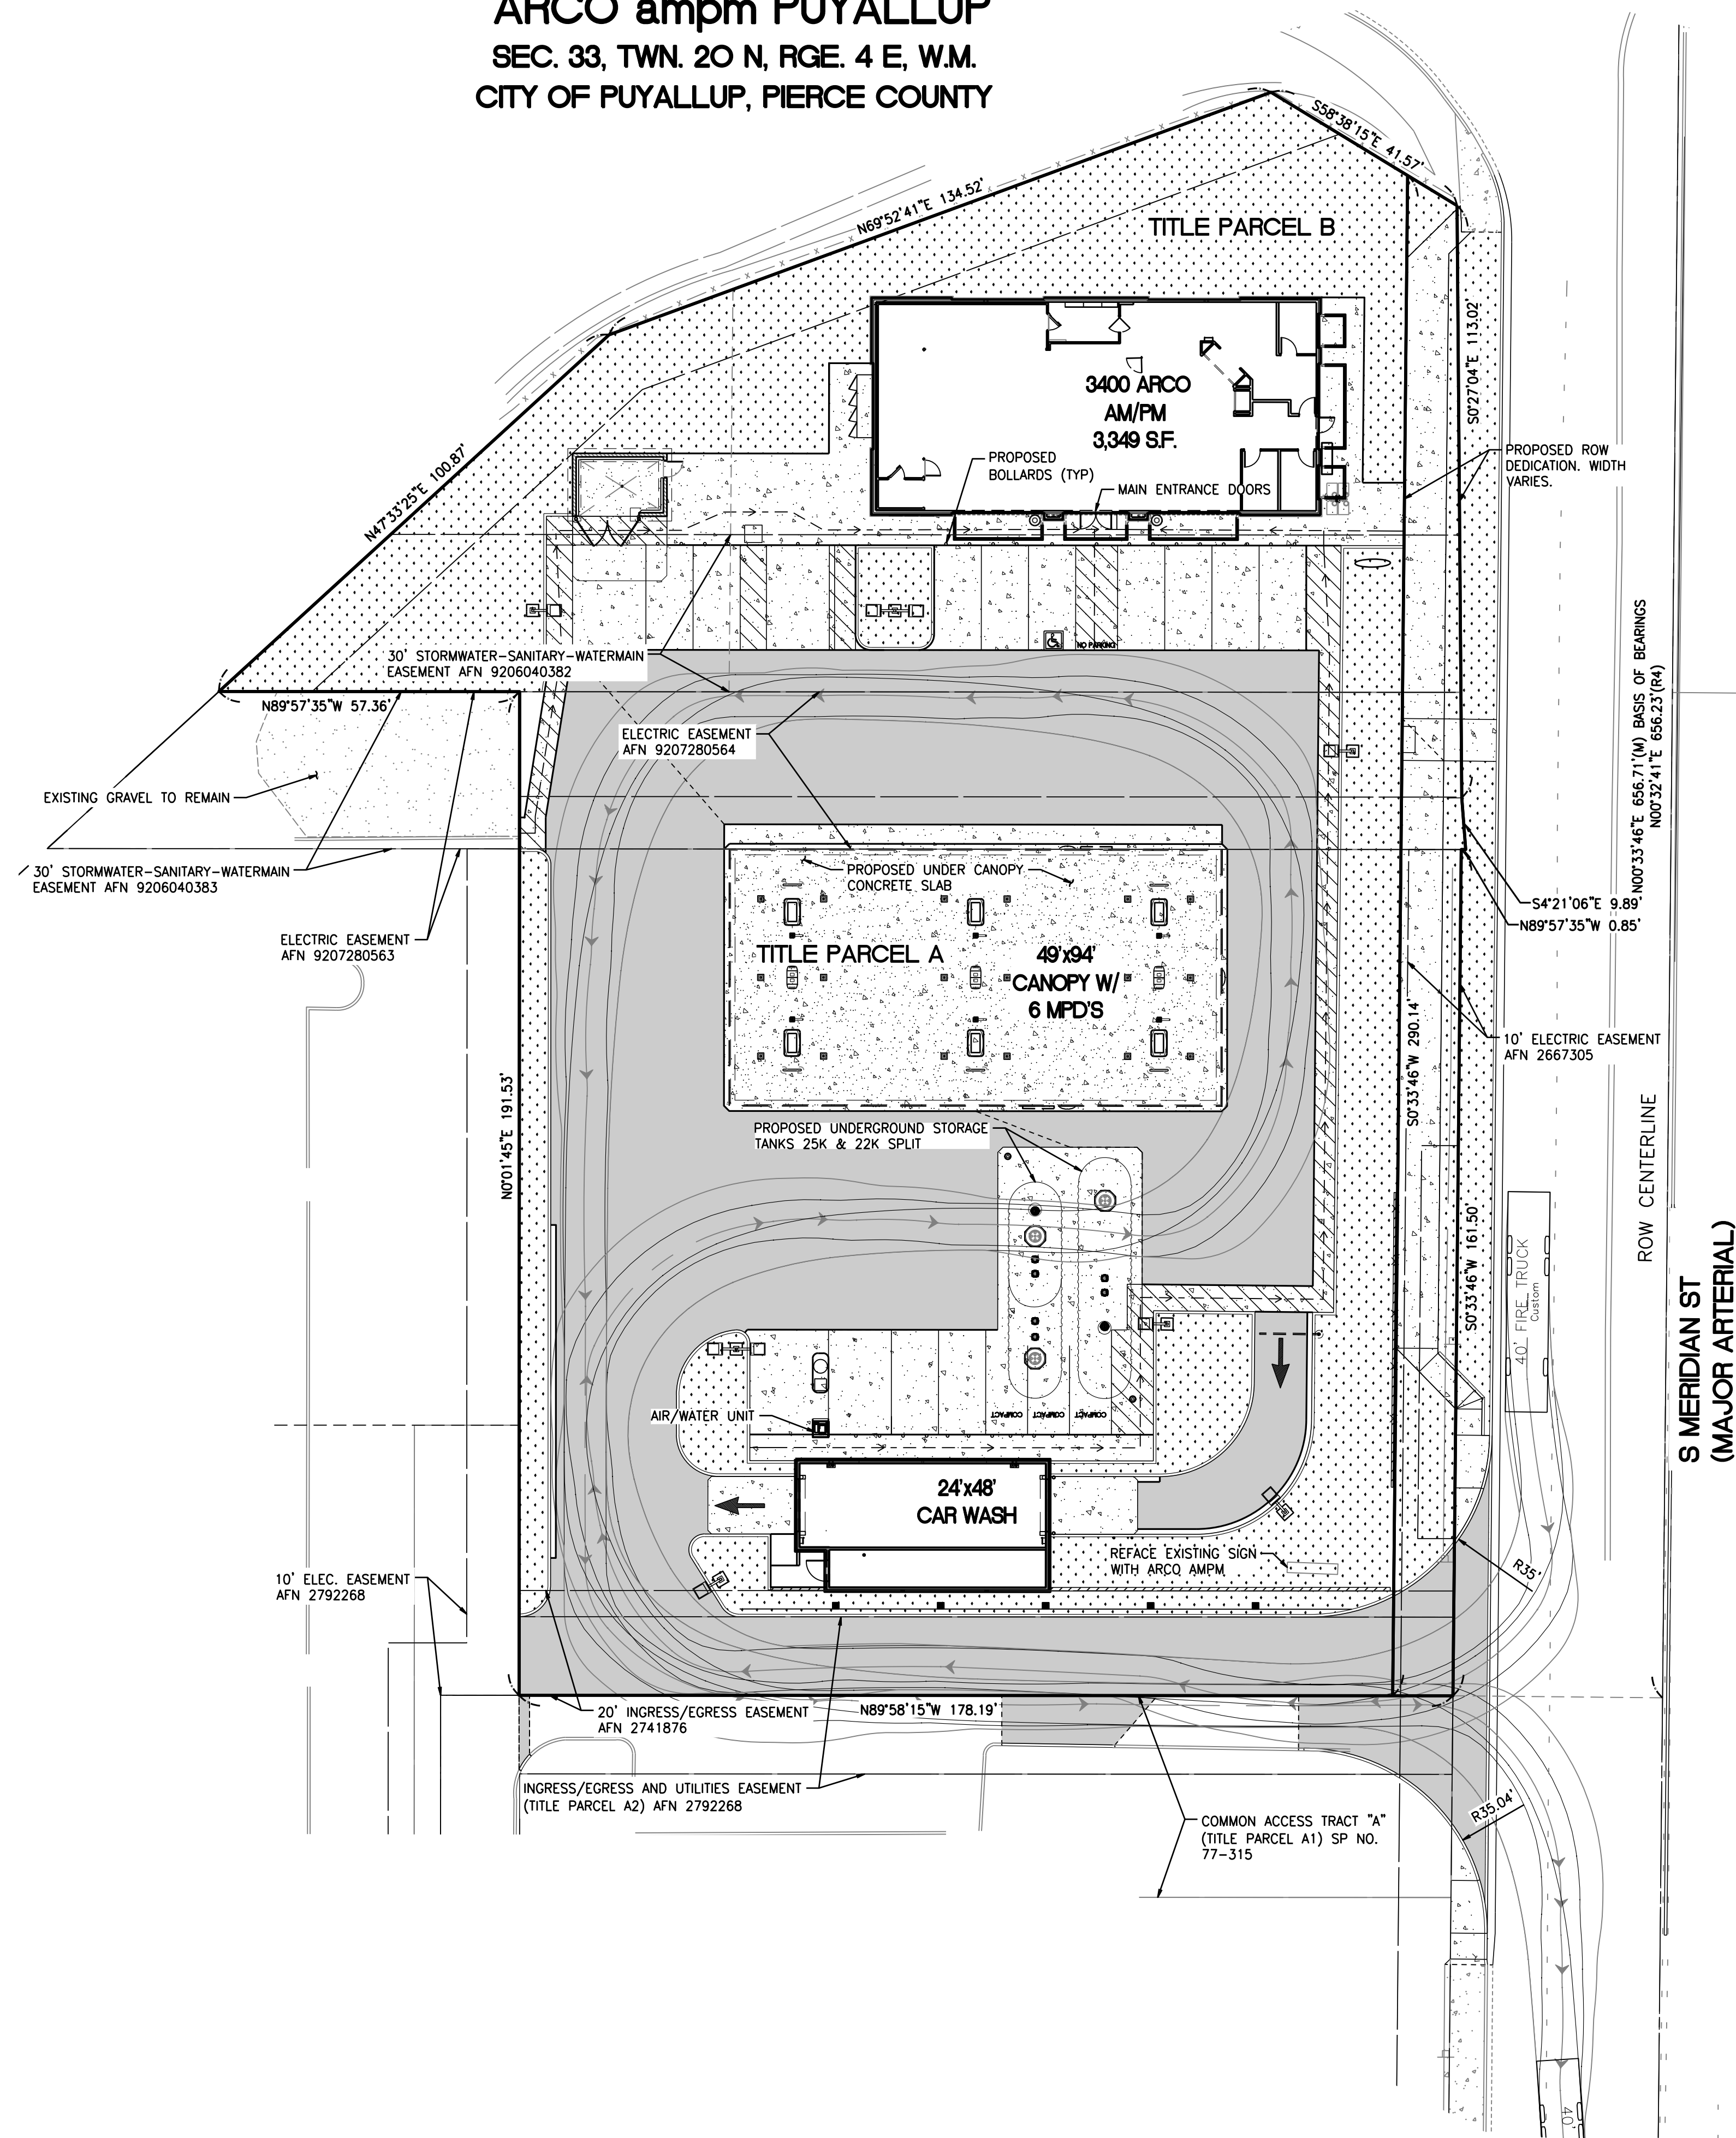 ARCO ampm PUYALLUP
SEC. 33, TWN. 20 N, RGE. 4 E, W.M.
CITY OF PUYALLUP, PIERCE COUNTY
S58°38'15"E 41.57'
N69°52'41"E 134.52'
TITLE PARCEL B
S0°27'04"E 113.02'
3400 ARCO
AM/PM
3,349 S.F.
N47°33'25"E 100.87'
PROPOSED
BOLLARDS (TYP)
MAIN ENTRANCE DOORS
PROPOSED ROW
DEDICATION. WIDTH
VARIES.
NO PARKING
30' STORMWATER-SANITARY-WATERMAIN
EASEMENT AFN 9206040382
N89°57'35"W 57.36'
ELECTRIC EASEMENT
AFN 9207280564
N00°33'46"E 656.71'(M) BASIS OF BEARINGS
N00°32'41"E 656.23'(R4)
EXISTING GRAVEL TO REMAIN
30' STORMWATER-SANITARY-WATERMAIN
EASEMENT AFN 9206040383
PROPOSED UNDER CANOPY
CONCRETE SLAB
S4°21'06"E 9.89'
N89°57'35"W 0.85'
ELECTRIC EASEMENT
AFN 9207280563
TITLE PARCEL A
49'x94'
CANOPY W/
6 MPD'S
10' ELECTRIC EASEMENT
AFN 2667305
S0°33'46"W 290.14'
N0°01'45"E 191.53'
PROPOSED UNDERGROUND STORAGE
TANKS 25K & 22K SPLIT
ROW CENTERLINE
S0°33'46"W 161.50'
40' FIRE TRUCK
Custom
S MERIDIAN ST
(MAJOR ARTERIAL)
COMPACT
COMPACT
COMPACT
AIR/WATER UNIT
24'x48'
CAR WASH
REFACE EXISTING SIGN
WITH ARCO AMPM
R35'
10' ELEC. EASEMENT
AFN 2792268
20' INGRESS/EGRESS EASEMENT
AFN 2741876
N89°58'15"W 178.19'
INGRESS/EGRESS AND UTILITIES EASEMENT
(TITLE PARCEL A2) AFN 2792268
R35.04'
COMMON ACCESS TRACT "A"
(TITLE PARCEL A1) SP NO.
77-315
40'